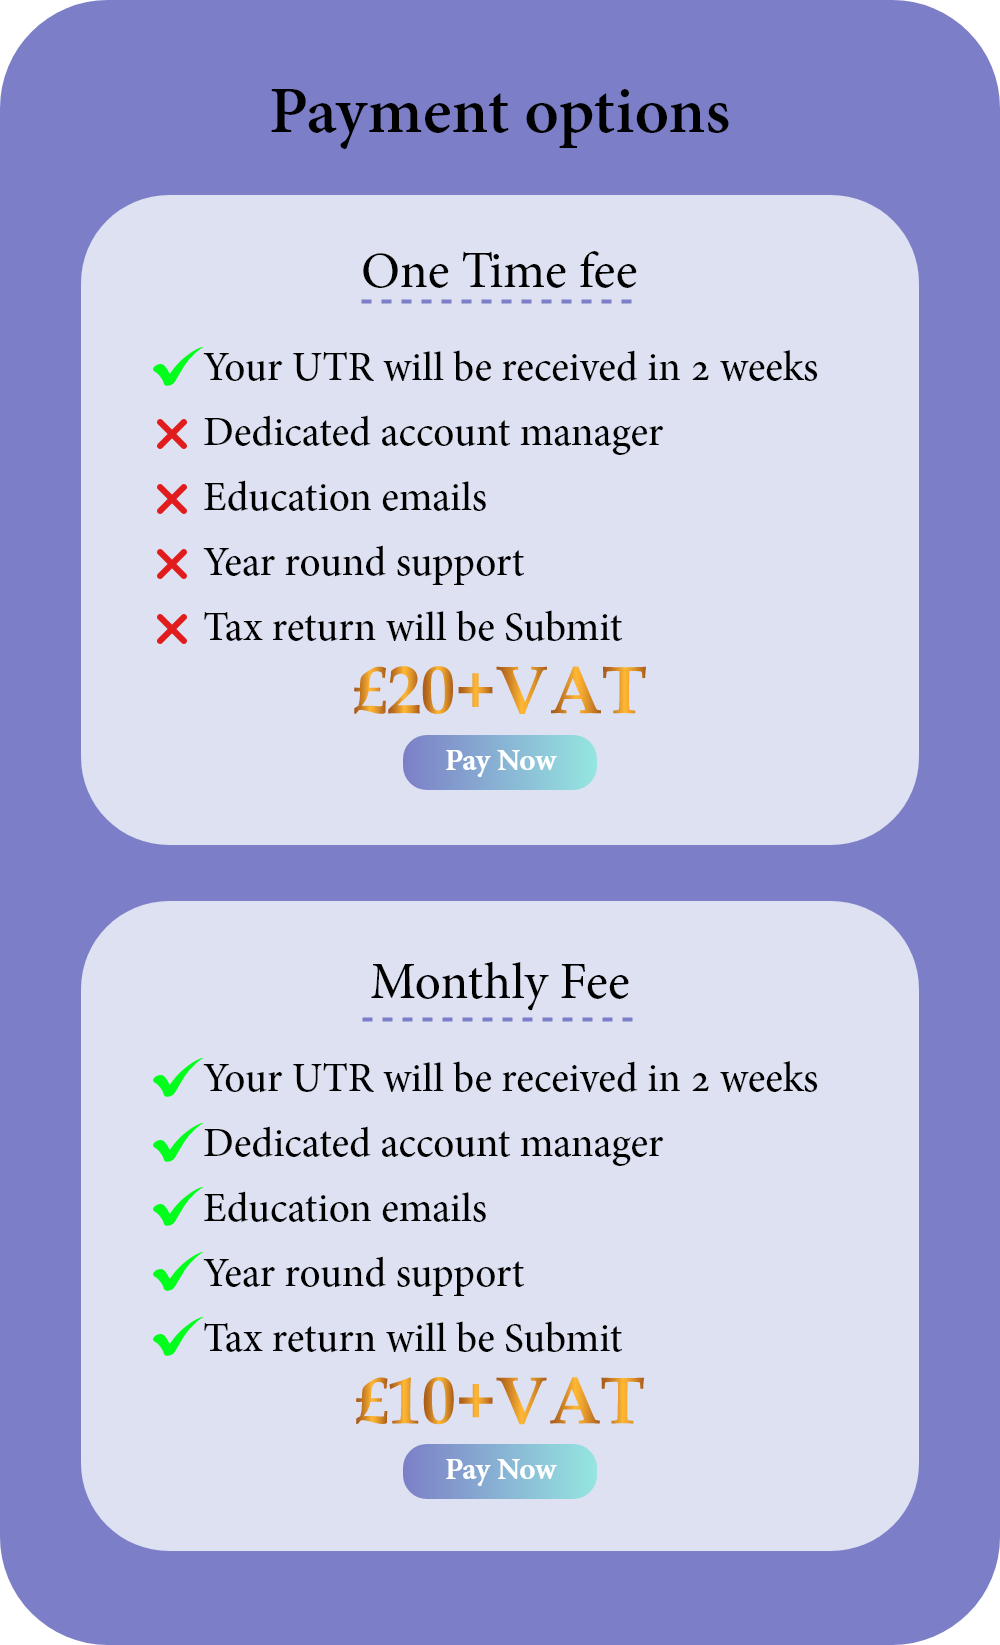 Payment options
One Time fee
Your UTR will be received in 2 weeks
Dedicated account manager
Education emails
Year round support
Tax return will be Submit
£20+VAT
Pay Now
Monthly Fee
Your UTR will be received in 2 weeks
Dedicated account manager
Education emails
Year round support
Tax return will be Submit
£10+VAT
Pay Now